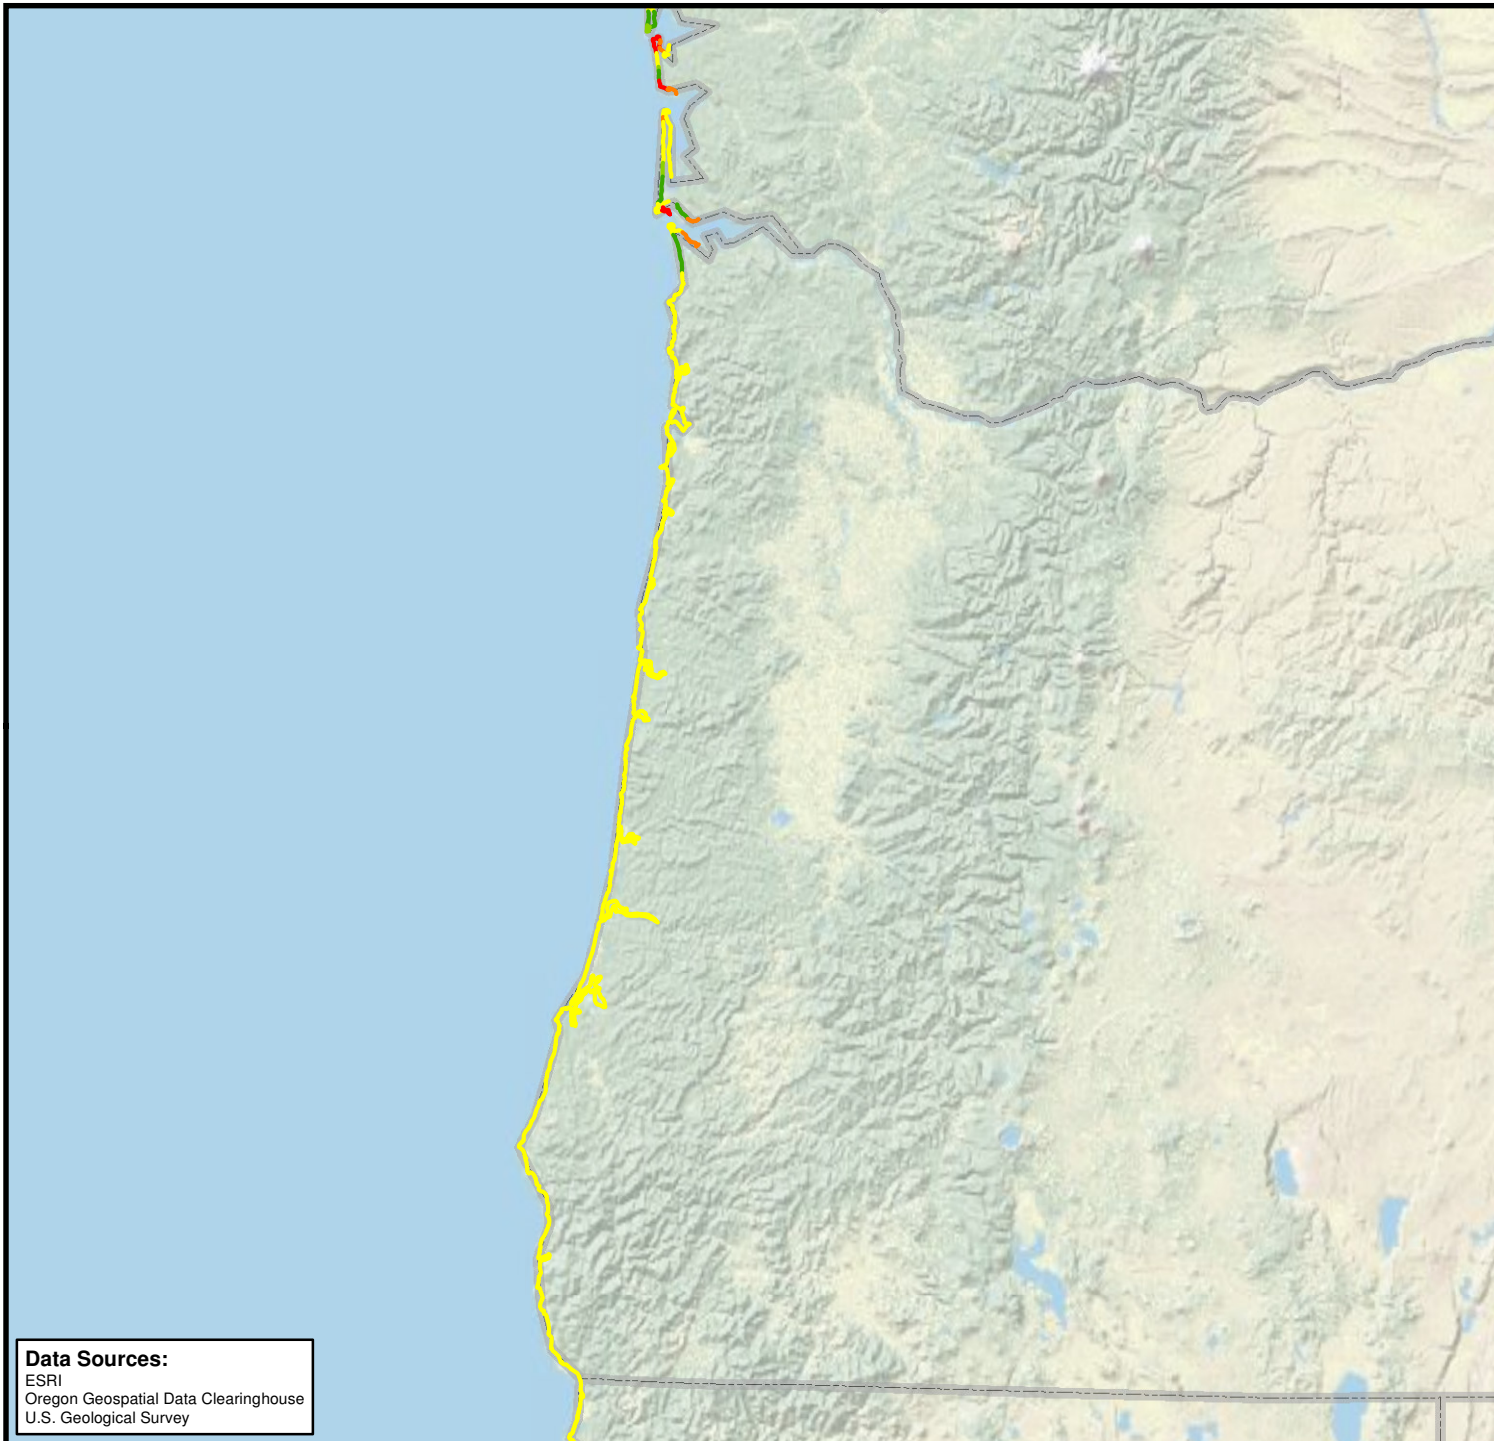 Data Sources:
ESRI
Oregon Geospatial Data Clearinghouse
U.S. Geological Survey